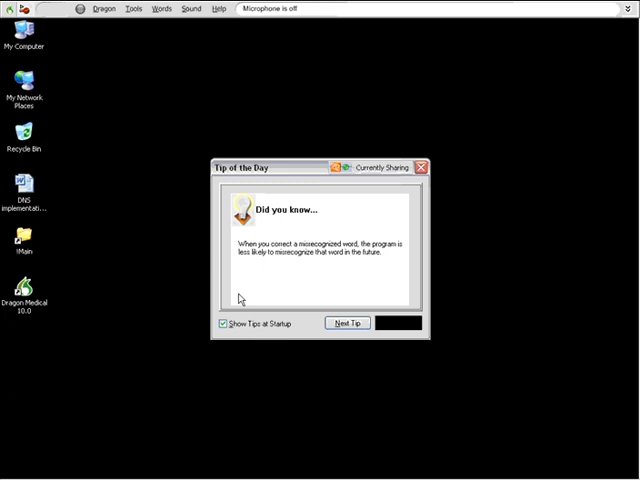 Dragon Tools Words Sound Help Microphone is off
My Computer
My Network
Places
Recycle Bin
DNS
implementati...
!Main
Dragon Medical
10.0
Tip of the Day Currently Sharing
Did you know...
When you correct a misrecognized word, the program is
less likely to misrecognize that word in the future.
Show Tips at Startup Next Tip